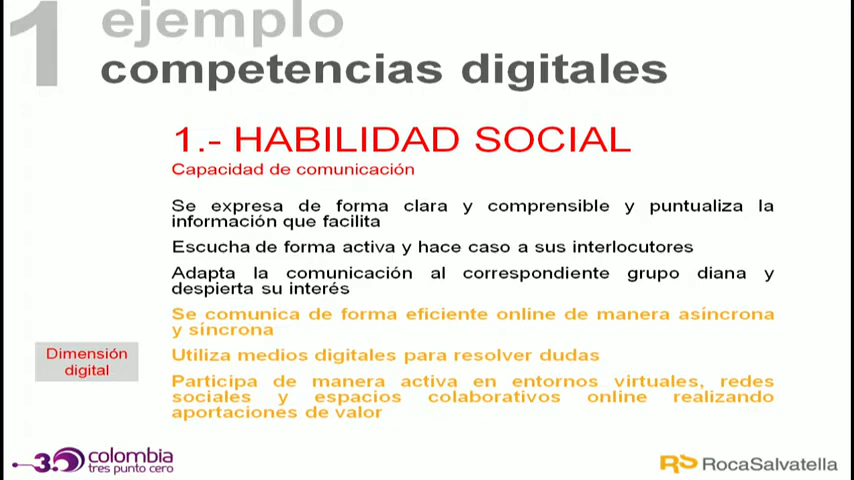 1
ejemplo
competencias digitales
1.- HABILIDAD SOCIAL
Capacidad de comunicación
Se expresa de forma clara y comprensible y puntualiza la
información que facilita
Escucha de forma activa y hace caso a sus interlocutores
Adapta la comunicación al correspondiente grupo diana y
despierta su interés
Se comunica de forma eficiente online de manera asíncrona
y síncrona
Dimensión
digital
Utiliza medios digitales para resolver dudas
Participa de manera activa en entornos virtuales, redes
sociales y espacios colaborativos online realizando
aportaciones de valor
3.0 colombia
tres punto cero
RS RocaSalvatella